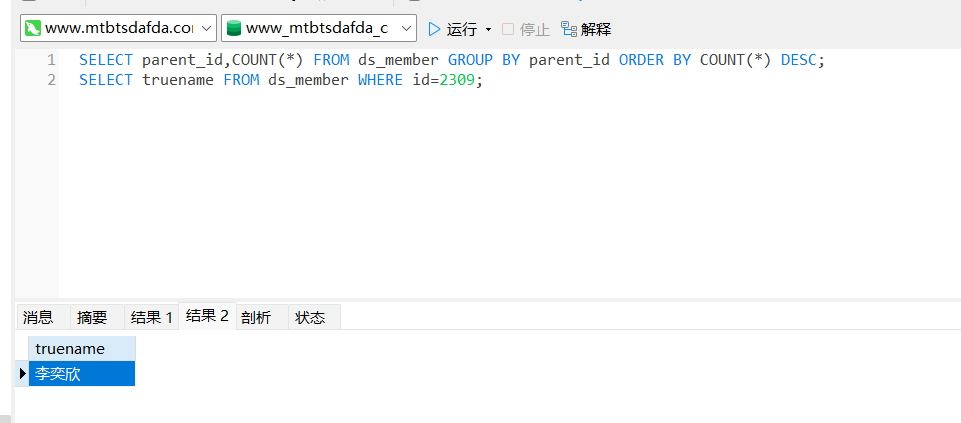 www.mtbtsdafda.coı www_mtbtsdafda_c 运行 停止 解释
1 SELECT parent_id,COUNT(*) FROM ds_member GROUP BY parent_id ORDER BY COUNT(*) DESC;
2 SELECT truename FROM ds_member WHERE id=2309;
消息 摘要 结果 1 结果 2 剖析 状态
truename
李奕欣